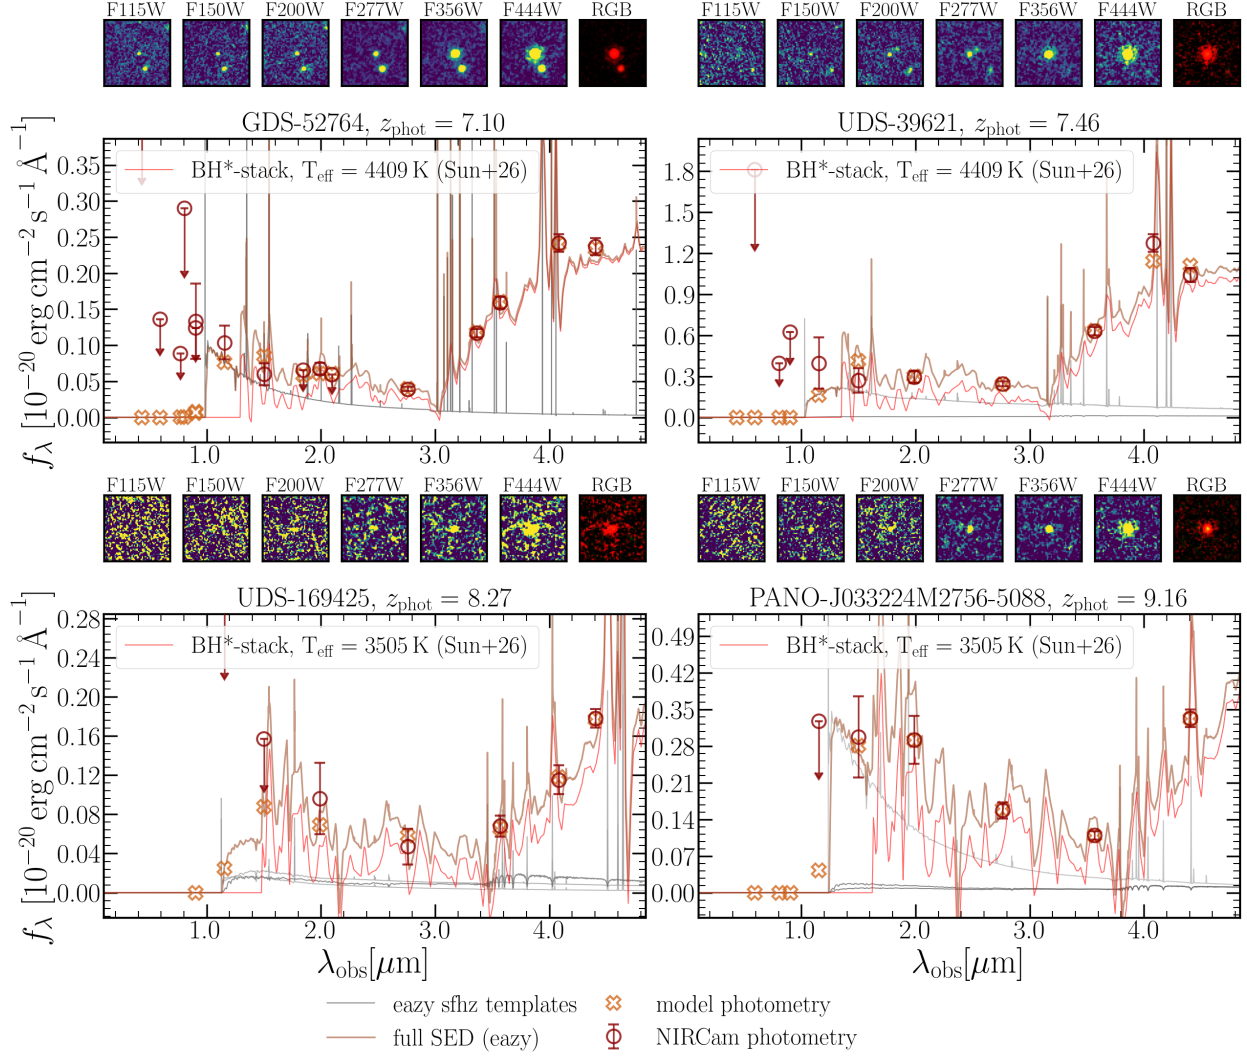 F115W F150W F200W F277W F356W F444W RGB
F115W F150W F200W F277W F356W F444W RGB
GDS-52764, z_phot = 7.10
UDS-39621, z_phot = 7.46
BH*-stack, T_eff = 4409 K (Sun+26)
BH*-stack, T_eff = 4409 K (Sun+26)
0.35
0.30
0.25
0.20
0.15
0.10
0.05
0.00
f_λ [10^−20 erg cm^−2 s^−1 Å^−1]
1.0 2.0 3.0 4.0
1.8
1.5
1.2
0.9
0.6
0.3
0.0
1.0 2.0 3.0 4.0
F115W F150W F200W F277W F356W F444W RGB
F115W F150W F200W F277W F356W F444W RGB
UDS-169425, z_phot = 8.27
PANO-J033224M2756-5088, z_phot = 9.16
BH*-stack, T_eff = 3505 K (Sun+26)
BH*-stack, T_eff = 3505 K (Sun+26)
0.28
0.24
0.20
0.16
0.12
0.08
0.04
0.00
f_λ [10^−20 erg cm^−2 s^−1 Å^−1]
1.0 2.0 3.0 4.0
λ_obs[μm]
0.49
0.42
0.35
0.28
0.21
0.14
0.07
0.00
1.0 2.0 3.0 4.0
λ_obs[μm]
eazy sfhz templates
full SED (eazy)
model photometry
NIRCam photometry